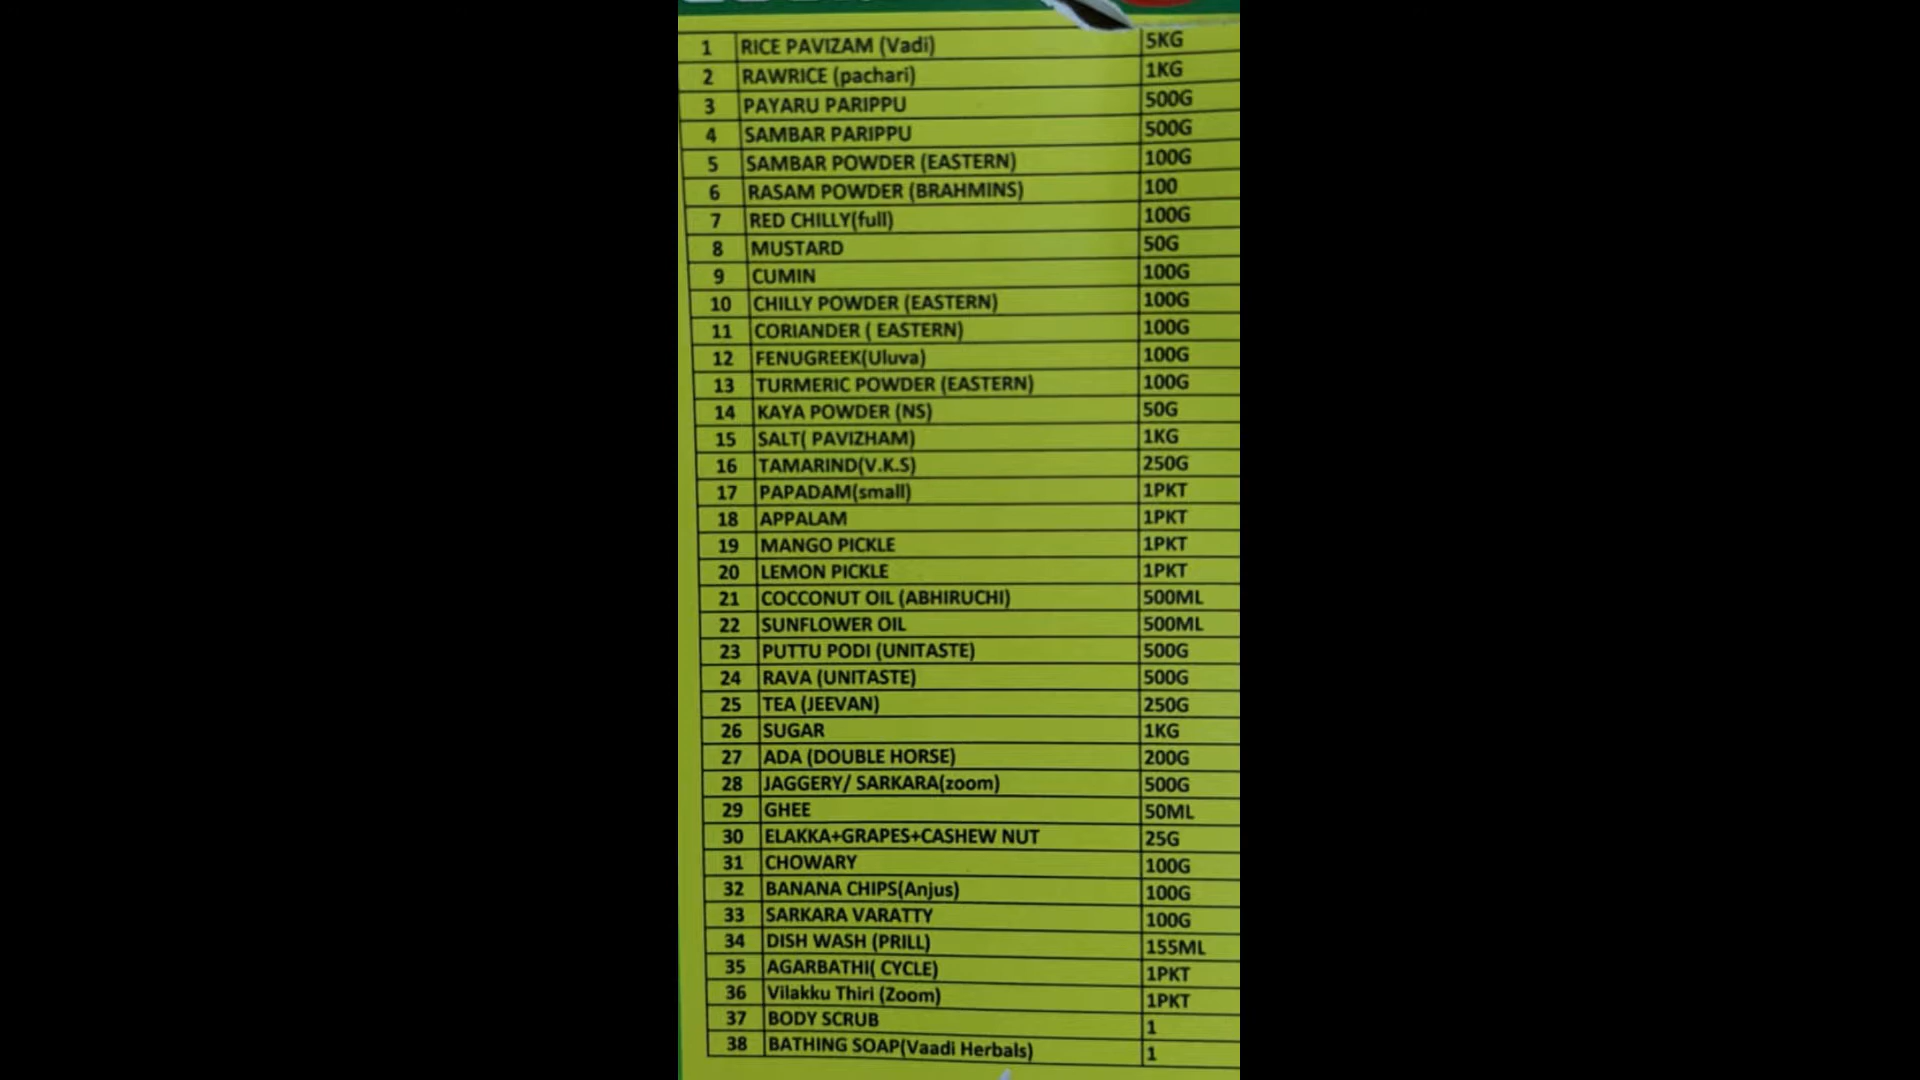 1 RICE PAVIZAM (Vadi) 5KG
2 RAWRICE (pachari) 1KG
3 PAYARU PARIPPU 500G
4 SAMBAR PARIPPU 500G
5 SAMBAR POWDER (EASTERN) 100G
6 RASAM POWDER (BRAHMINS) 100
7 RED CHILLY(full) 100G
8 MUSTARD 50G
9 CUMIN 100G
10 CHILLY POWDER (EASTERN) 100G
11 CORIANDER ( EASTERN) 100G
12 FENUGREEK(Uluva) 100G
13 TURMERIC POWDER (EASTERN) 100G
14 KAYA POWDER (NS) 50G
15 SALT( PAVIZHAM) 1KG
16 TAMARIND(V.K.S) 250G
17 PAPADAM(small) 1PKT
18 APPALAM 1PKT
19 MANGO PICKLE 1PKT
20 LEMON PICKLE 1PKT
21 COCCONUT OIL (ABHIRUCHI) 500ML
22 SUNFLOWER OIL 500ML
23 PUTTU PODI (UNITASTE) 500G
24 RAVA (UNITASTE) 500G
25 TEA (JEEVAN) 250G
26 SUGAR 1KG
27 ADA (DOUBLE HORSE) 200G
28 JAGGERY/ SARKARA(zoom) 500G
29 GHEE 50ML
30 ELAKKA+GRAPES+CASHEW NUT 25G
31 CHOWARY 100G
32 BANANA CHIPS(Anjus) 100G
33 SARKARA VARATTY 100G
34 DISH WASH (PRILL) 155ML
35 AGARBATHI( CYCLE) 1PKT
36 Vilakku Thiri (Zoom) 1PKT
37 BODY SCRUB 1
38 BATHING SOAP(Vaadi Herbals) 1